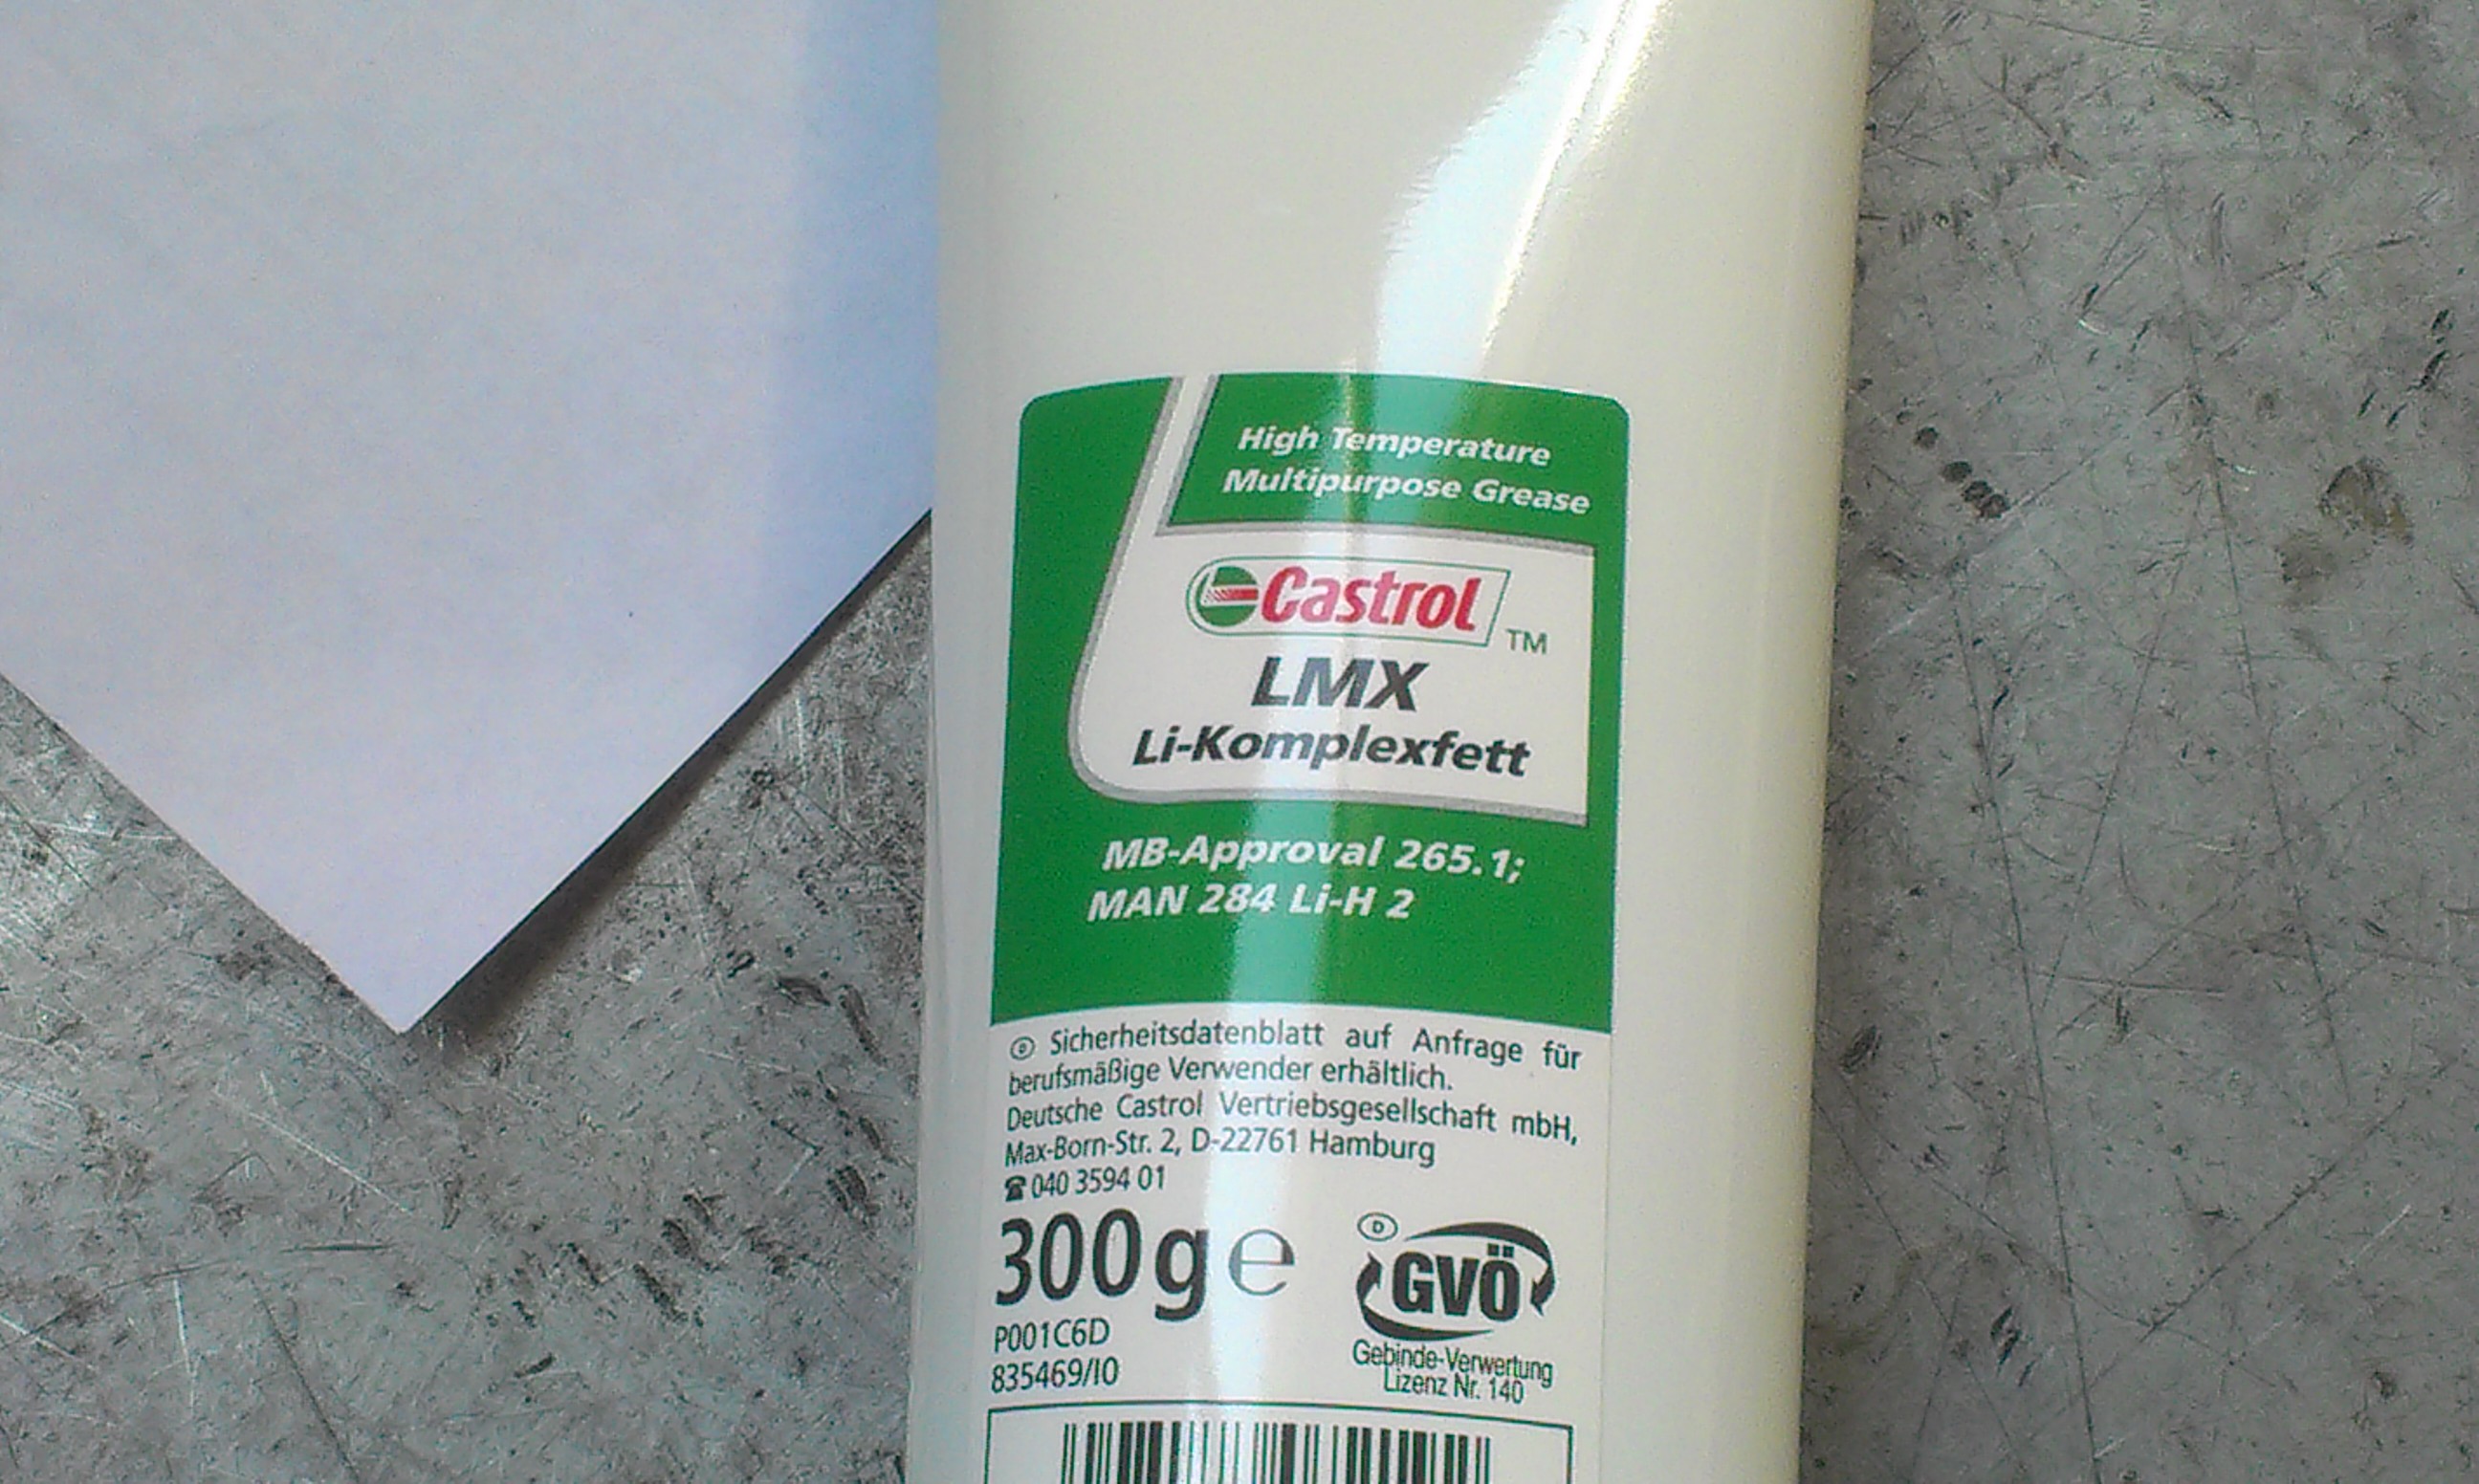 High Temperature
Multipurpose Grease
Castrol TM
LMX
Li-Komplexfett
MB-Approval 265.1;
MAN 284 Li-H 2
D Sicherheitsdatenblatt auf Anfrage für
berufsmäßige Verwender erhältlich.
Deutsche Castrol Vertriebsgesellschaft mbH,
Max-Born-Str. 2, D-22761 Hamburg
☎ 040 3594 01
300g e
P001C6D
835469/IO
D
GVÖ
Gebinde-Verwertung
Lizenz Nr. 140